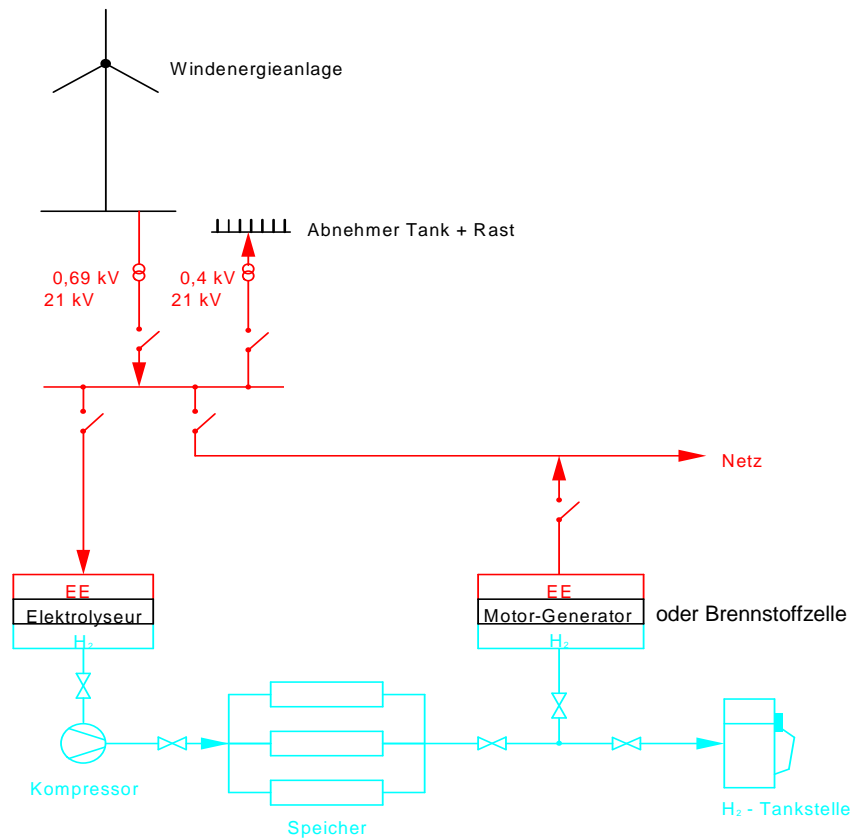 Windenergieanlage
Abnehmer Tank + Rast
0,69 kV
21 kV
0,4 kV
21 kV
Netz
EE
Elektrolyseur
H₂
EE
Motor-Generator
H₂
oder Brennstoffzelle
Kompressor
Speicher
H₂ - Tankstelle